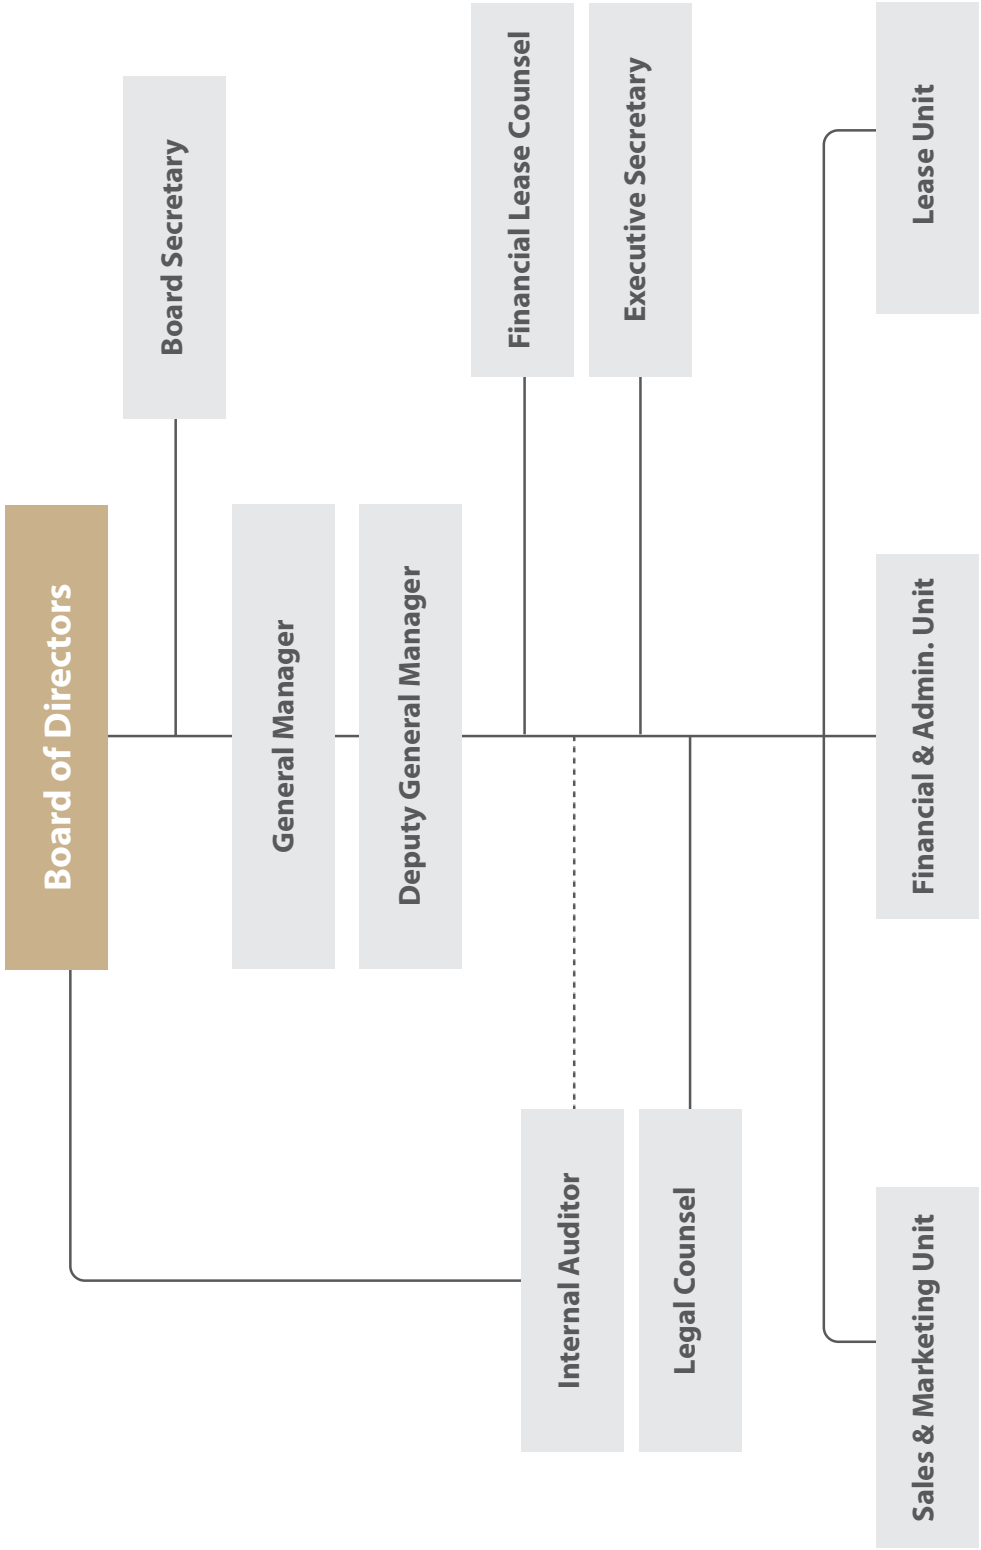 Board of Directors
Board Secretary
General Manager
Deputy General Manager
Internal Auditor
Financial Lease Counsel
Legal Counsel
Executive Secretary
Sales & Marketing Unit
Financial & Admin. Unit
Lease Unit